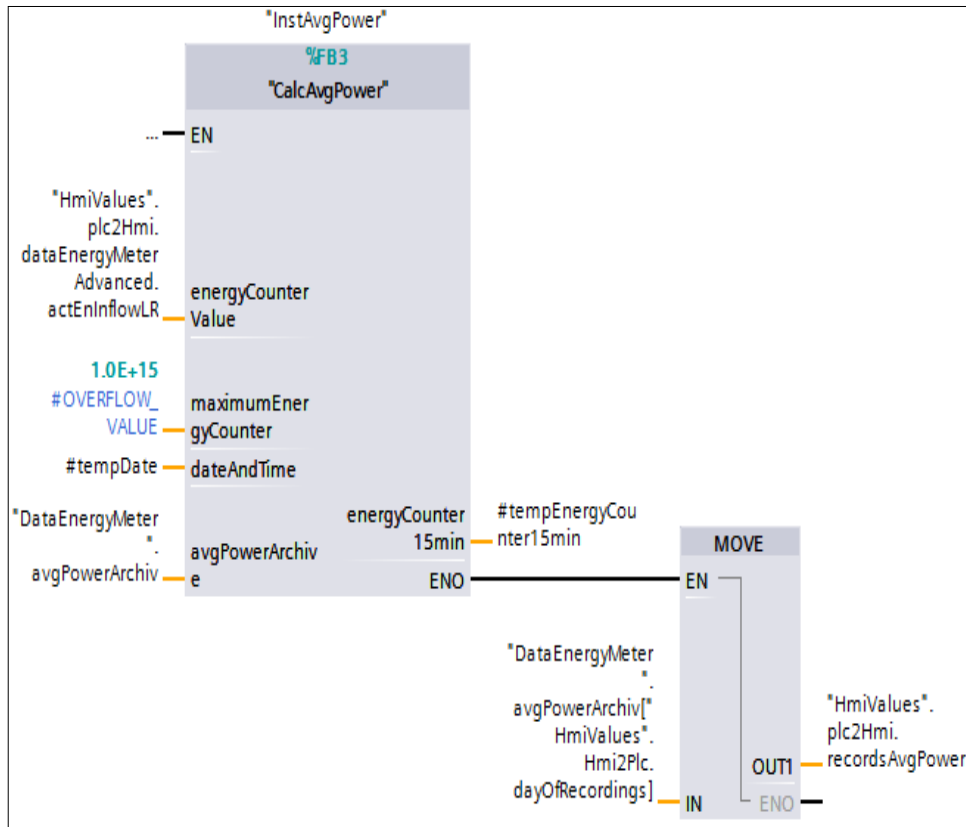 "InstAvgPower"
%FB3
"CalcAvgPower"
...
EN
"HmiValues".
plc2Hmi.
dataEnergyMeter
Advanced.
actEnInflowLR
energyCounter
Value
1.0E+15
#OVERFLOW_
VALUE
maximumEner
gyCounter
#tempDate
dateAndTime
"DataEnergyMeter
".
avgPowerArchiv
avgPowerArchiv
e
energyCounter
15min
#tempEnergyCou
nter15min
ENO
MOVE
EN
"DataEnergyMeter
".
avgPowerArchiv["
HmiValues".
Hmi2Plc.
dayOfRecordings]
IN
OUT1
"HmiValues".
plc2Hmi.
recordsAvgPower
ENO